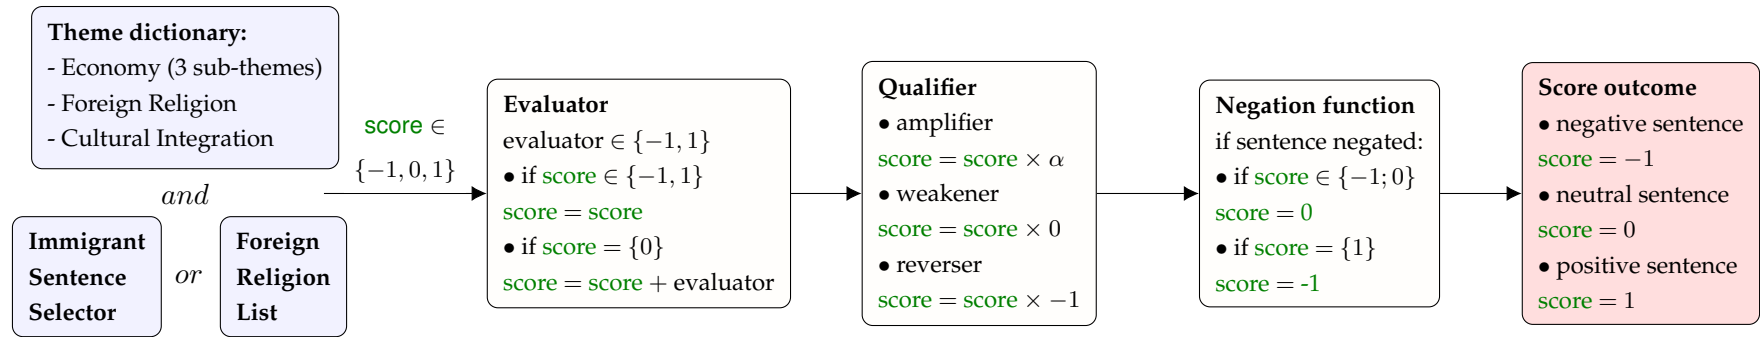 Theme dictionary:
- Economy (3 sub-themes)
- Foreign Religion
- Cultural Integration
and
Immigrant
Sentence
Selector
or
Foreign
Religion
List
score ∈
{−1, 0, 1}
Evaluator
evaluator ∈ {−1, 1}
• if score ∈ {−1, 1}
score = score
• if score = {0}
score = score + evaluator
Qualifier
• amplifier
score = score × α
• weakener
score = score × 0
• reverser
score = score × −1
Negation function
if sentence negated:
• if score ∈ {−1; 0}
score = 0
• if score = {1}
score = -1
Score outcome
• negative sentence
score = −1
• neutral sentence
score = 0
• positive sentence
score = 1